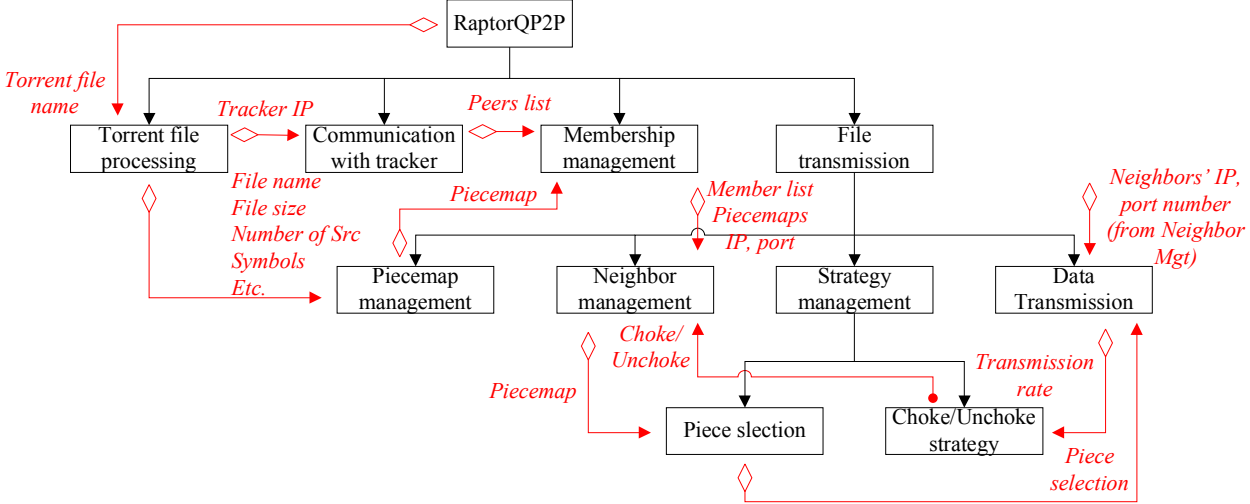 RaptorQP2P
Torrent file
name
Tracker IP
Peers list
Torrent file
processing
Communication
with tracker
Membership
management
File
transmission
File name
File size
Number of Src
Symbols
Etc.
Piecemap
Member list
Piecemaps
IP, port
Neighbors’ IP,
port number
(from Neighbor
Mgt)
Piecemap
management
Neighbor
management
Strategy
management
Data
Transmission
Choke/
Unchoke
Transmission
rate
Piecemap
Piece slection
Choke/Unchoke
strategy
Piece
selection